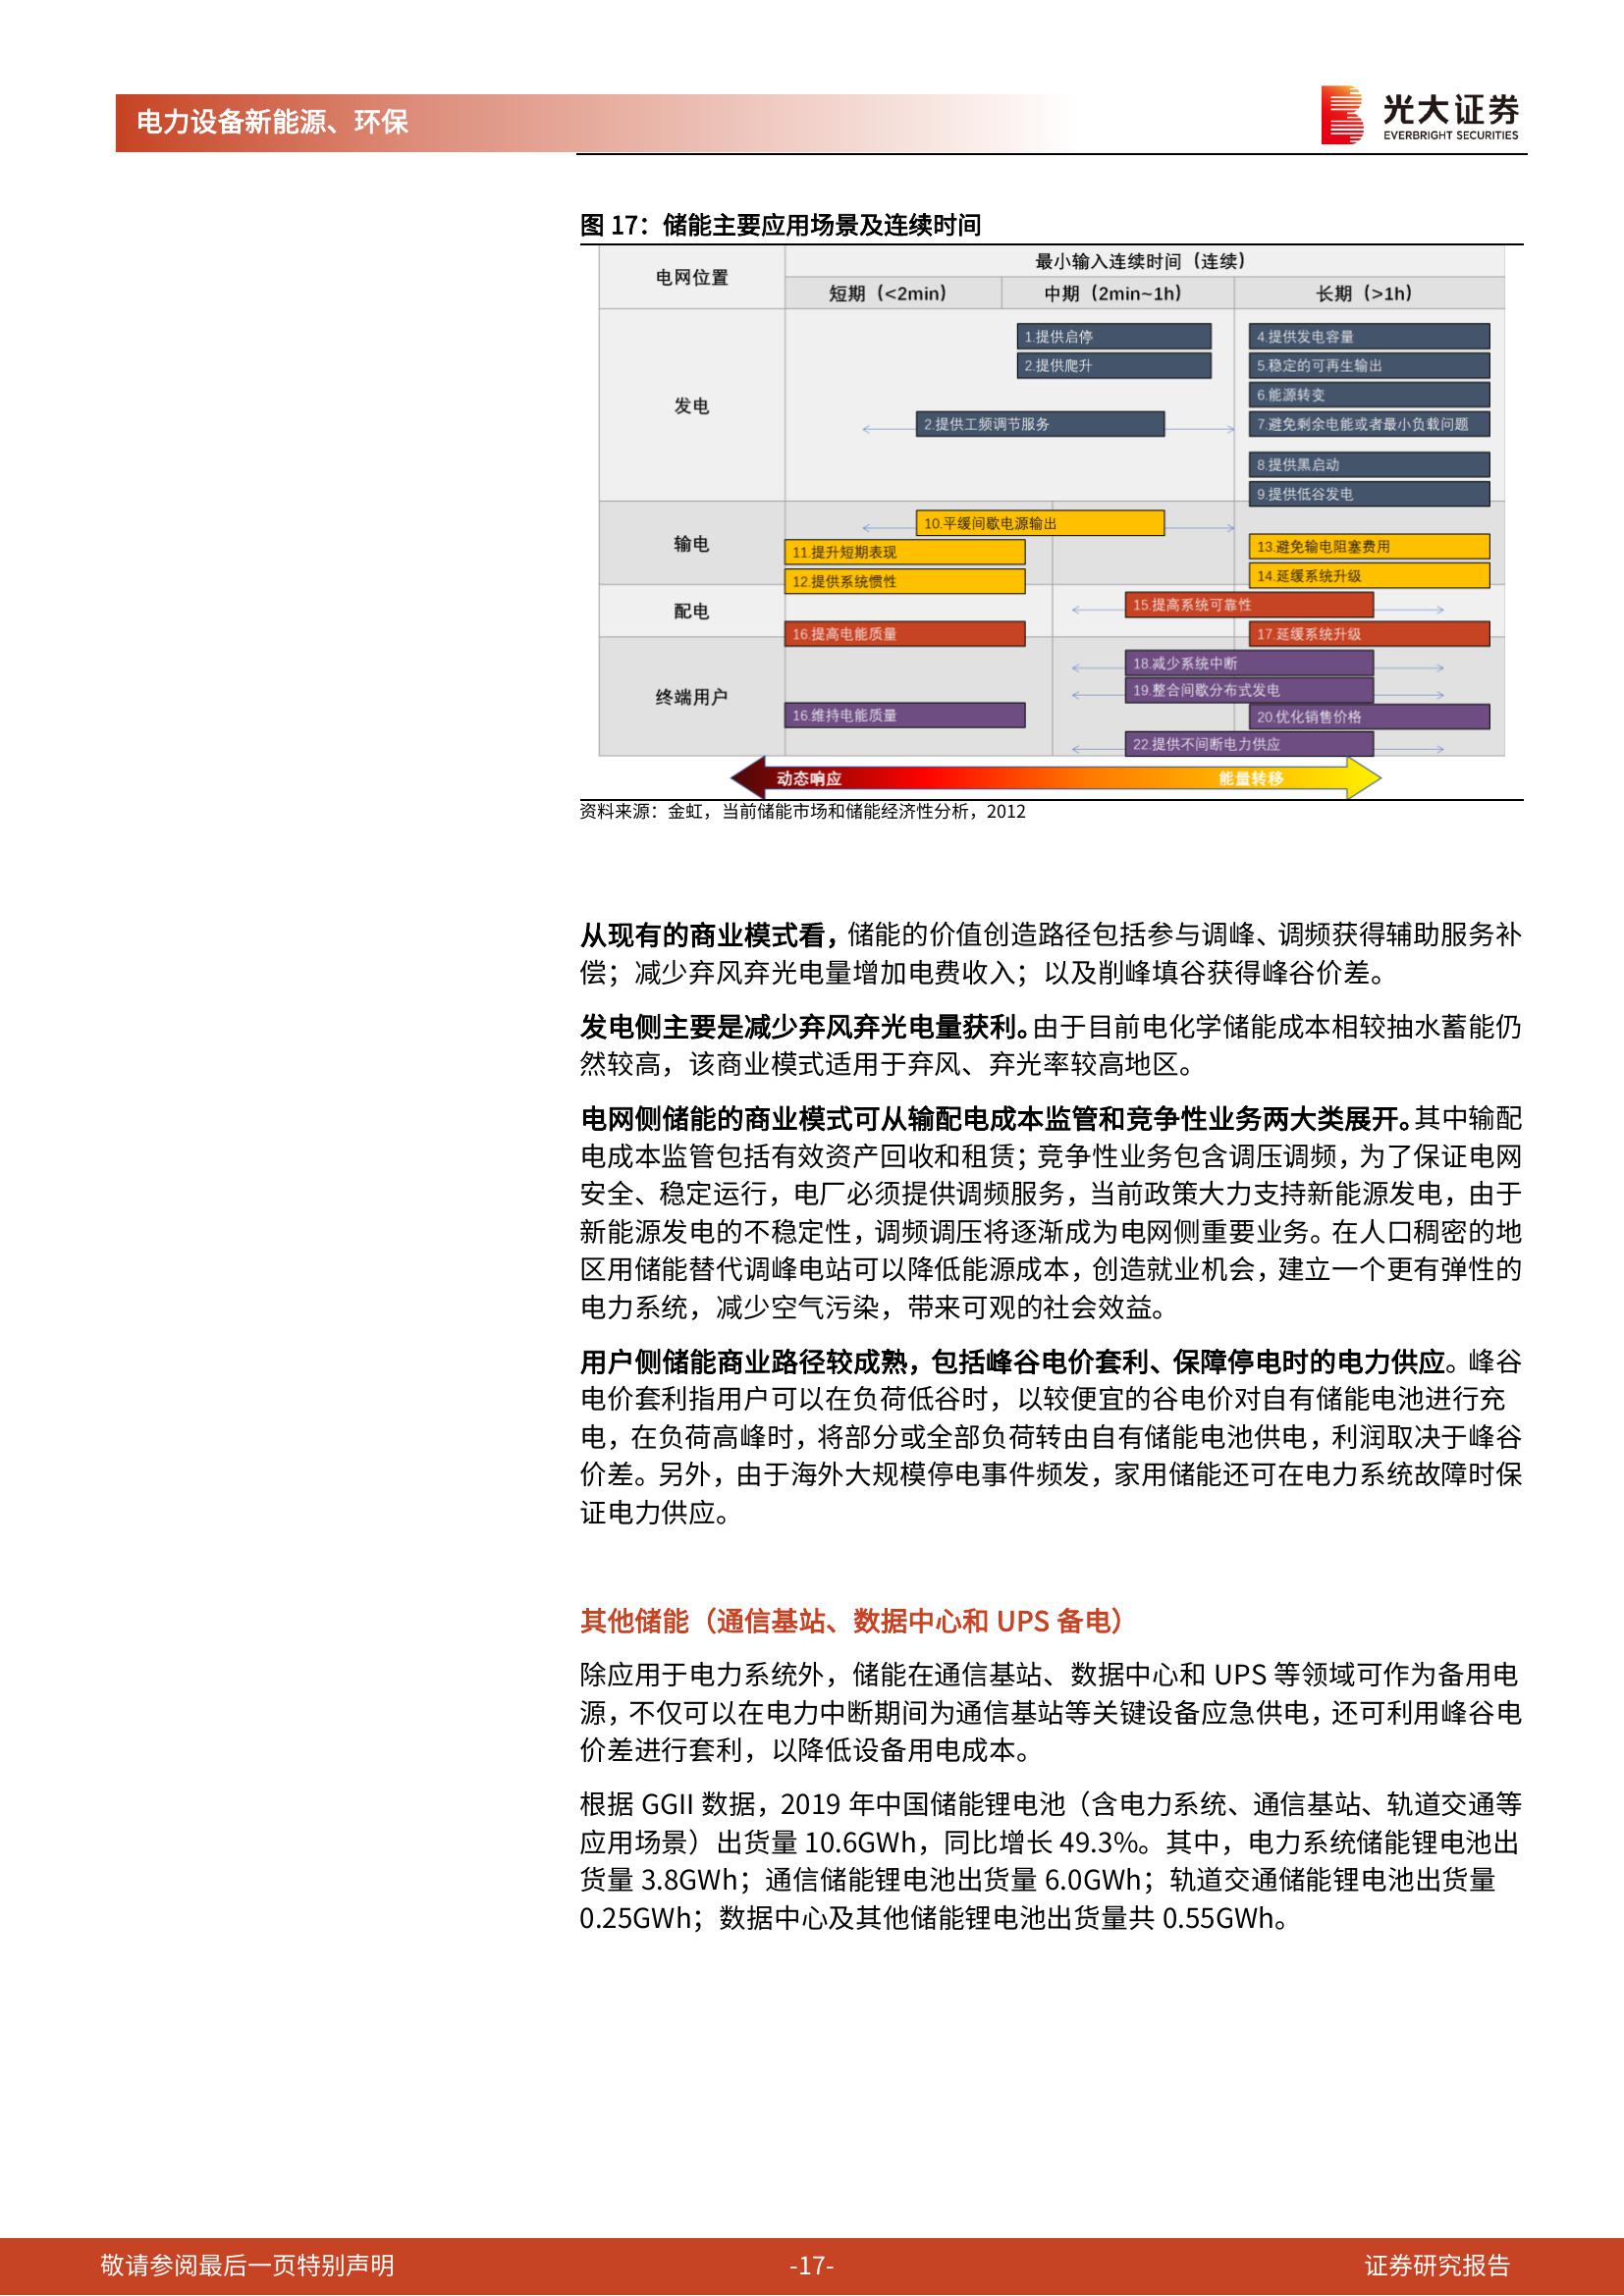 电力设备新能源、环保
光大证券
EVERBRIGHT SECURITIES
图 17：储能主要应用场景及连续时间
电网位置
最小输入连续时间（连续）
短期（<2min）
中期（2min~1h）
长期（>1h）
发电
1.提供启停
2.提供爬升
2.提供工频调节服务
4.提供发电容量
5.稳定的可再生输出
6.能源转变
7.避免剩余电能或者最小负载问题
8.提供黑启动
9.提供低谷发电
输电
10.平缓间歇电源输出
11.提升短期表现
12.提供系统惯性
13.避免输电阻塞费用
14.延缓系统升级
配电
15.提高系统可靠性
16.提高电能质量
17.延缓系统升级
终端用户
18.减少系统中断
19.整合间歇分布式发电
16.维持电能质量
20.优化销售价格
22.提供不间断电力供应
动态响应
能量转移
资料来源：金虹，当前储能市场和储能经济性分析，2012
从现有的商业模式看，储能的价值创造路径包括参与调峰、调频获得辅助服务补
偿；减少弃风弃光电量增加电费收入；以及削峰填谷获得峰谷价差。
发电侧主要是减少弃风弃光电量获利。由于目前电化学储能成本相较抽水蓄能仍
然较高，该商业模式适用于弃风、弃光率较高地区。
电网侧储能的商业模式可从输配电成本监管和竞争性业务两大类展开。其中输配
电成本监管包括有效资产回收和租赁；竞争性业务包含调压调频，为了保证电网
安全、稳定运行，电厂必须提供调频服务，当前政策大力支持新能源发电，由于
新能源发电的不稳定性，调频调压将逐渐成为电网侧重要业务。在人口稠密的地
区用储能替代调峰电站可以降低能源成本，创造就业机会，建立一个更有弹性的
电力系统，减少空气污染，带来可观的社会效益。
用户侧储能商业路径较成熟，包括峰谷电价套利、保障停电时的电力供应。峰谷
电价套利指用户可以在负荷低谷时，以较便宜的谷电价对自有储能电池进行充
电，在负荷高峰时，将部分或全部负荷转由自有储能电池供电，利润取决于峰谷
价差。另外，由于海外大规模停电事件频发，家用储能还可在电力系统故障时保
证电力供应。
其他储能（通信基站、数据中心和 UPS 备电）
除应用于电力系统外，储能在通信基站、数据中心和 UPS 等领域可作为备用电
源，不仅可以在电力中断期间为通信基站等关键设备应急供电，还可利用峰谷电
价差进行套利，以降低设备用电成本。
根据 GGII 数据，2019 年中国储能锂电池（含电力系统、通信基站、轨道交通等
应用场景）出货量 10.6GWh，同比增长 49.3%。其中，电力系统储能锂电池出
货量 3.8GWh；通信储能锂电池出货量 6.0GWh；轨道交通储能锂电池出货量
0.25GWh；数据中心及其他储能锂电池出货量共 0.55GWh。
敬请参阅最后一页特别声明
-17-
证券研究报告